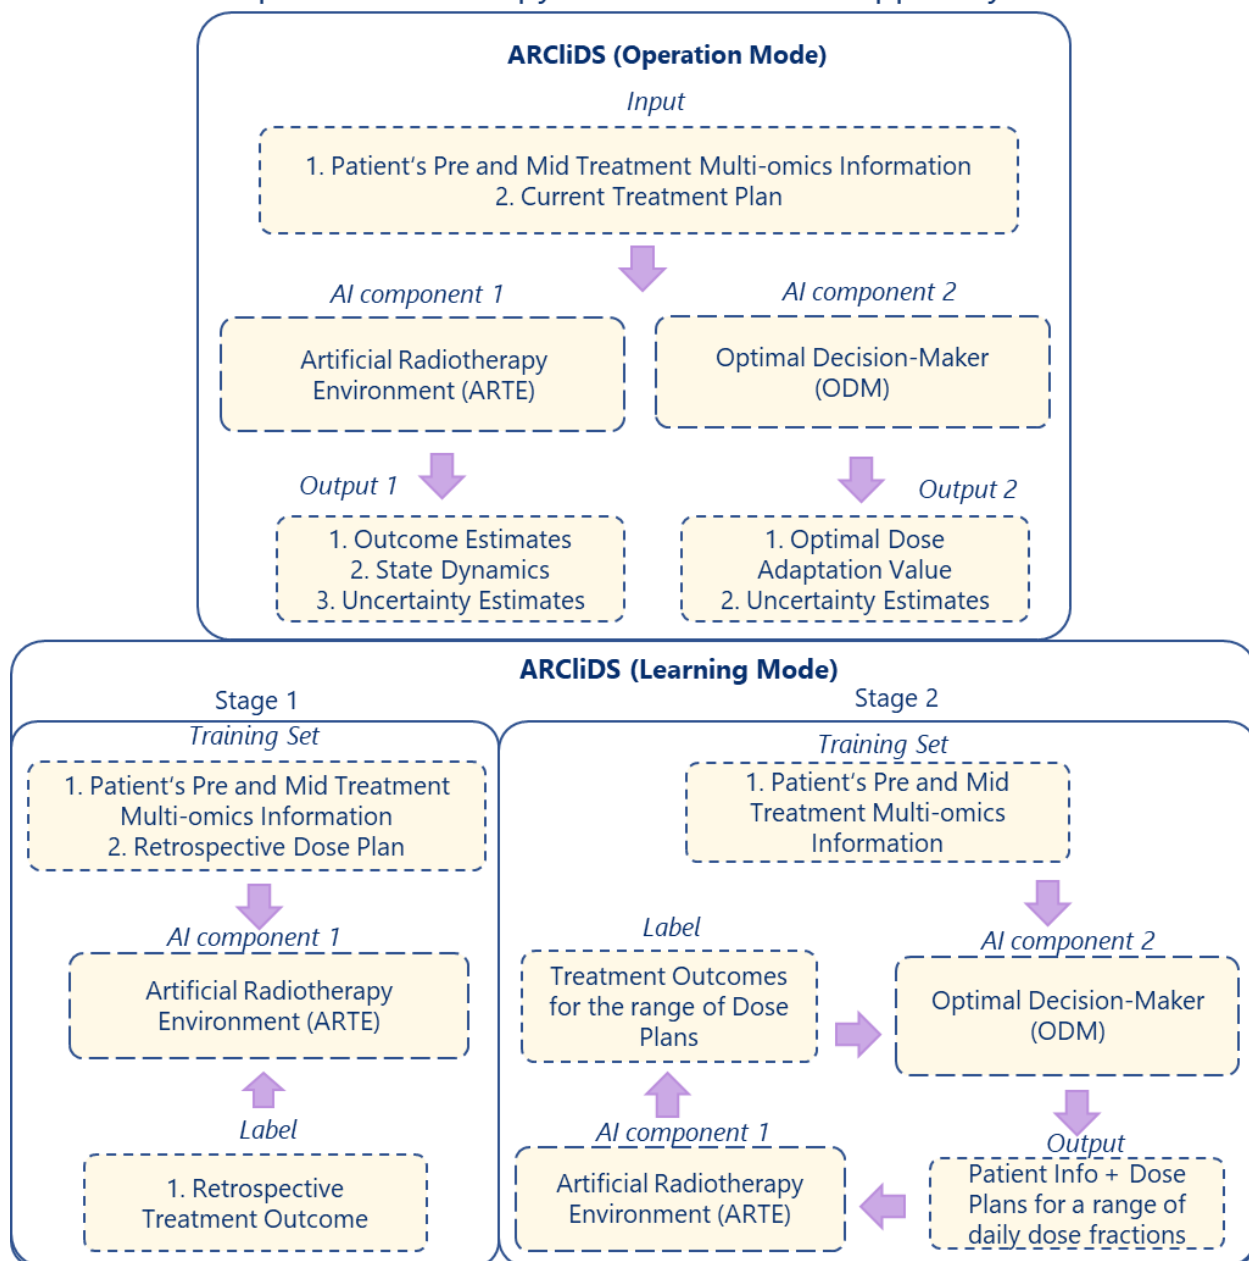 ARCliDS (Operation Mode)
Input
1. Patient‘s Pre and Mid Treatment Multi-omics Information
2. Current Treatment Plan
AI component 1
Artificial Radiotherapy
Environment (ARTE)
AI component 2
Optimal Decision-Maker
(ODM)
Output 1
1. Outcome Estimates
2. State Dynamics
3. Uncertainty Estimates
Output 2
1. Optimal Dose
Adaptation Value
2. Uncertainty Estimates
ARCliDS (Learning Mode)
Stage 1
Training Set
1. Patient‘s Pre and Mid Treatment
Multi-omics Information
2. Retrospective Dose Plan
AI component 1
Artificial Radiotherapy
Environment (ARTE)
Label
1. Retrospective
Treatment Outcome
Stage 2
Training Set
1. Patient‘s Pre and Mid
Treatment Multi-omics
Information
AI component 2
Optimal Decision-Maker
(ODM)
Output
Patient Info + Dose
Plans for a range of
daily dose fractions
AI component 1
Artificial Radiotherapy
Environment (ARTE)
Label
Treatment Outcomes
for the range of Dose
Plans